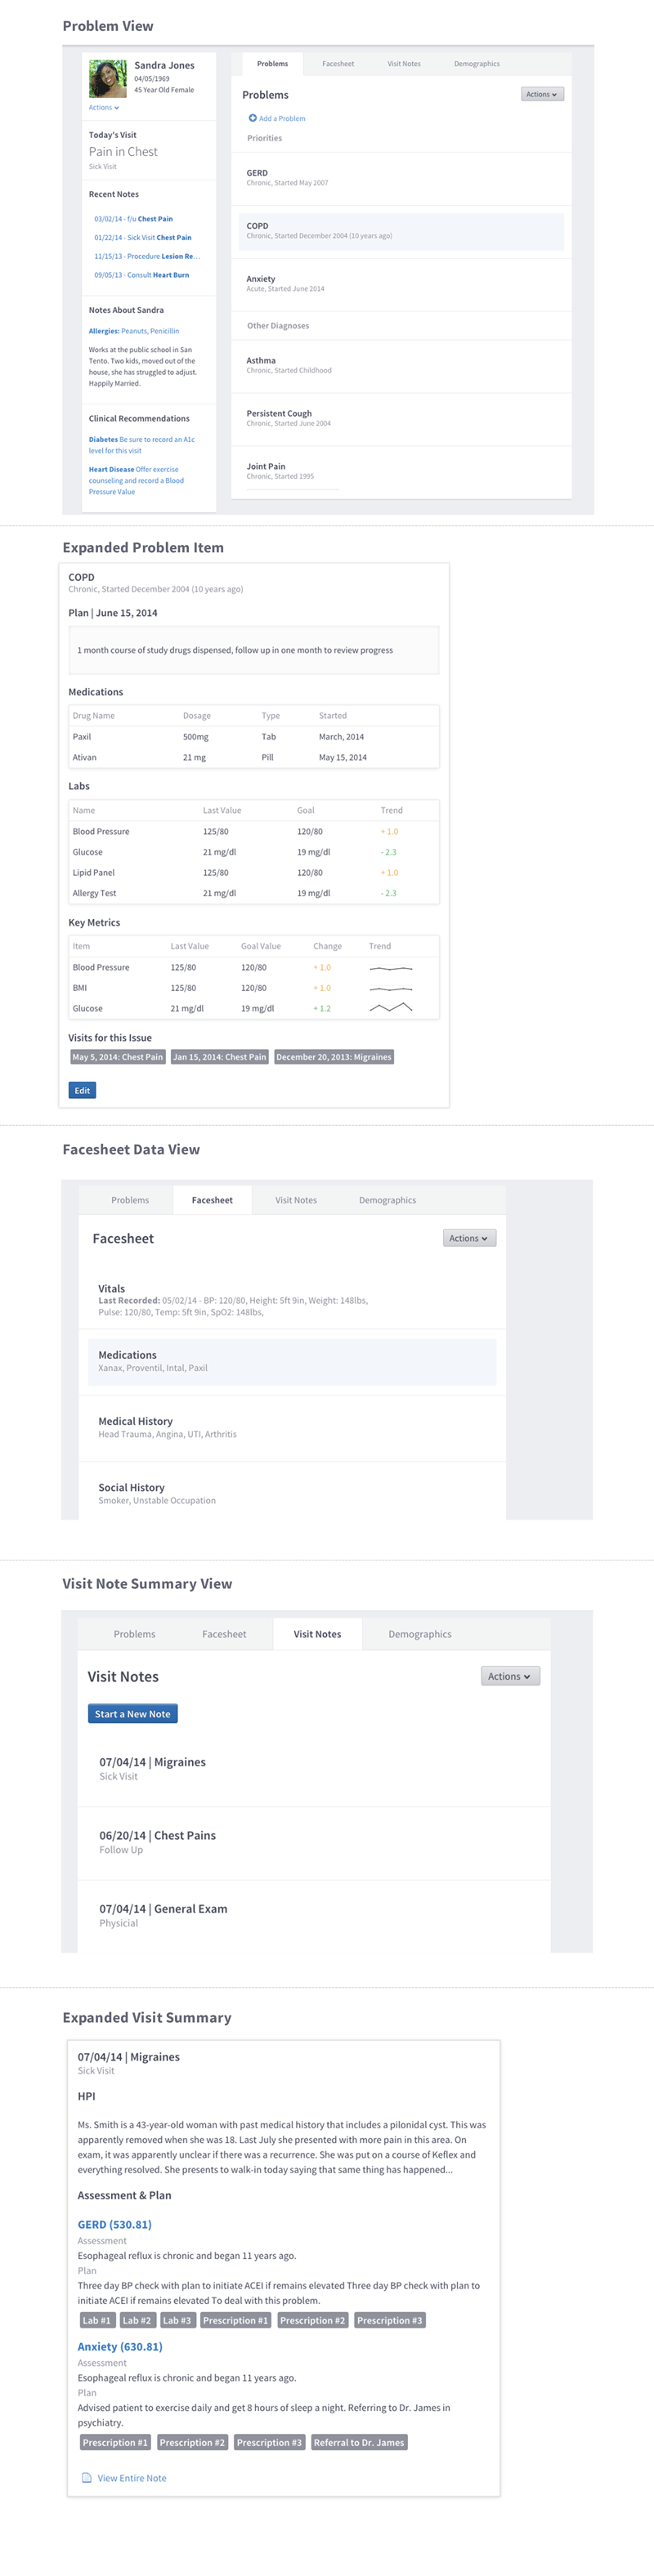 Problem View
Sandra Jones
04/05/1969
45 Year Old Female
Actions
Today's Visit
Pain in Chest
Sick Visit
Recent Notes
03/02/14 - f/u Chest Pain
01/22/14 - Sick Visit Chest Pain
11/15/13 - Procedure Lesion Re...
09/05/13 - Consult Heart Burn
Notes About Sandra
Allergies: Peanuts, Penicillin
Works at the public school in San
Tento. Two kids, moved out of the
house, she has struggled to adjust.
Happily Married.
Clinical Recommendations
Diabetes Be sure to record an A1c
level for this visit
Heart Disease Offer exercise
counseling and record a Blood
Pressure Value
Problems Facesheet Visit Notes Demographics
Problems
Actions
Add a Problem
Priorities
GERD
Chronic, Started May 2007
COPD
Chronic, Started December 2004 (10 years ago)
Anxiety
Acute, Started June 2014
Other Diagnoses
Asthma
Chronic, Started Childhood
Persistent Cough
Chronic, Started June 2004
Joint Pain
Chronic, Started 1995
Expanded Problem Item
COPD
Chronic, Started December 2004 (10 years ago)
Plan | June 15, 2014
1 month course of study drugs dispensed, follow up in one month to review progress
Medications
Drug Name Dosage Type Started
Paxil 500mg Tab March, 2014
Ativan 21 mg Pill May 15, 2014
Labs
Name Last Value Goal Trend
Blood Pressure 125/80 120/80 + 1.0
Glucose 21 mg/dl 19 mg/dl - 2.3
Lipid Panel 125/80 120/80 + 1.0
Allergy Test 21 mg/dl 19 mg/dl - 2.3
Key Metrics
Item Last Value Goal Value Change Trend
Blood Pressure 125/80 120/80 + 1.0
BMI 125/80 120/80 + 1.0
Glucose 21 mg/dl 19 mg/dl + 1.2
Visits for this Issue
May 5, 2014: Chest Pain Jan 15, 2014: Chest Pain December 20, 2013: Migraines
Edit
Facesheet Data View
Problems Facesheet Visit Notes Demographics
Facesheet
Actions
Vitals
Last Recorded: 05/02/14 - BP: 120/80, Height: 5ft 9in, Weight: 148lbs,
Pulse: 120/80, Temp: 5ft 9in, SpO2: 148lbs,
Medications
Xanax, Proventil, Intal, Paxil
Medical History
Head Trauma, Angina, UTI, Arthritis
Social History
Smoker, Unstable Occupation
Visit Note Summary View
Problems Facesheet Visit Notes Demographics
Visit Notes
Actions
Start a New Note
07/04/14 | Migraines
Sick Visit
06/20/14 | Chest Pains
Follow Up
07/04/14 | General Exam
Physicial
Expanded Visit Summary
07/04/14 | Migraines
Sick Visit
HPI
Ms. Smith is a 43-year-old woman with past medical history that includes a pilonidal cyst. This was
apparently removed when she was 18. Last July she presented with more pain in this area. On
exam, it was apparently unclear if there was a recurrence. She was put on a course of Keflex and
everything resolved. She presents to walk-in today saying that same thing has happened...
Assessment & Plan
GERD (530.81)
Assessment
Esophageal reflux is chronic and began 11 years ago.
Plan
Three day BP check with plan to initiate ACEI if remains elevated Three day BP check with plan to
initiate ACEI if remains elevated To deal with this problem.
Lab #1 Lab #2 Lab #3 Prescription #1 Prescription #2 Prescription #3
Anxiety (630.81)
Assessment
Esophageal reflux is chronic and began 11 years ago.
Plan
Advised patient to exercise daily and get 8 hours of sleep a night. Referring to Dr. James in
psychiatry.
Prescription #1 Prescription #2 Prescription #3 Referral to Dr. James
View Entire Note